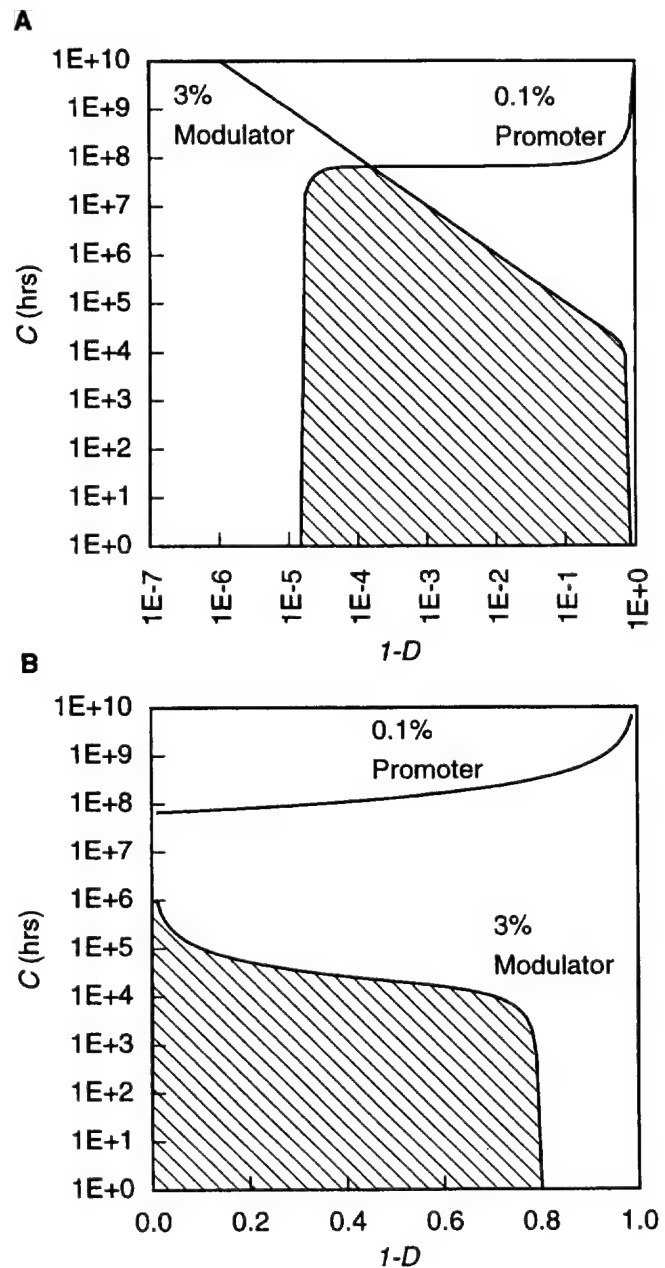 A
1E+10
1E+9
1E+8
1E+7
1E+6
1E+5
1E+4
1E+3
1E+2
1E+1
1E+0
C (hrs)
3%
Modulator
0.1%
Promoter
1E-7
1E-6
1E-5
1E-4
1E-3
1E-2
1E-1
1E+0
1-D
B
1E+10
1E+9
1E+8
1E+7
1E+6
1E+5
1E+4
1E+3
1E+2
1E+1
1E+0
C (hrs)
0.1%
Promoter
3%
Modulator
0.0
0.2
0.4
0.6
0.8
1.0
1-D